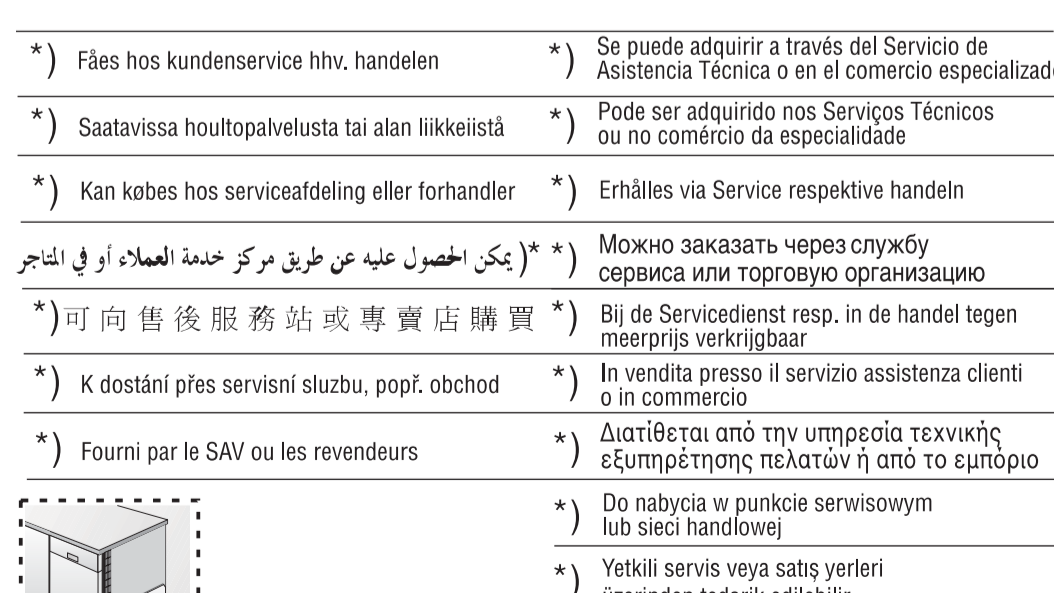 *) Fåes hos kundenservice hhv. handelen
*) Saatavissa houltopalvelusta tai alan liikkeiistå
*) Kan købes hos serviceafdeling eller forhandler
*) يمكن الحصول عليه عن طريق مركز خدمة العملاء أو في المتاجر
*)可向售後服務站或專賣店購買
*) K dostání přes servisní sluzbu, popř. obchod
*) Fourni par le SAV ou les revendeurs
*) Se puede adquirir a través del Servicio de
Asistencia Técnica o en el comercio
*) Pode ser adquirido nos Serviços Técnicos
ou no comércio da especialidade
*) Erhålles via Service respektive handeln
*) Можно заказать через службу
сервиса или торговую организацию
*) Bij de Servicedienst resp. in de handel tegen
meerprijs verkrijgbaar
*) In vendita presso il servizio assistenza clienti
o in commercio
*) Διατίθεται από την υπηρεσία τεχνικής
εξυπηρέτησης πελατών ή από το εμπόριο
*) Do nabycia w punkcie serwisowym
lub sieci handlowej
*) Yetkili servis veya satış yerleri
üzerinden tedarik edilebilir